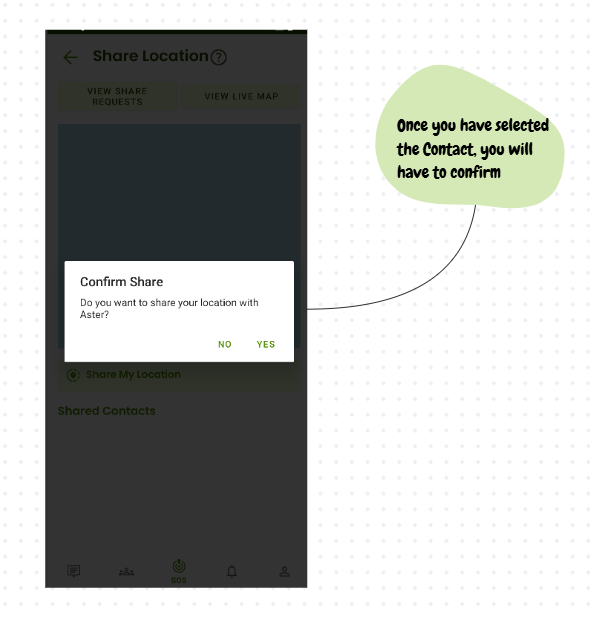 Share Location
VIEW SHARE
REQUESTS
VIEW LIVE MAP
Confirm Share
Do you want to share your location with
Aster?
NO YES
Share My Location
Shared Contacts
SOS
Once you have selected
the Contact, you will
have to confirm